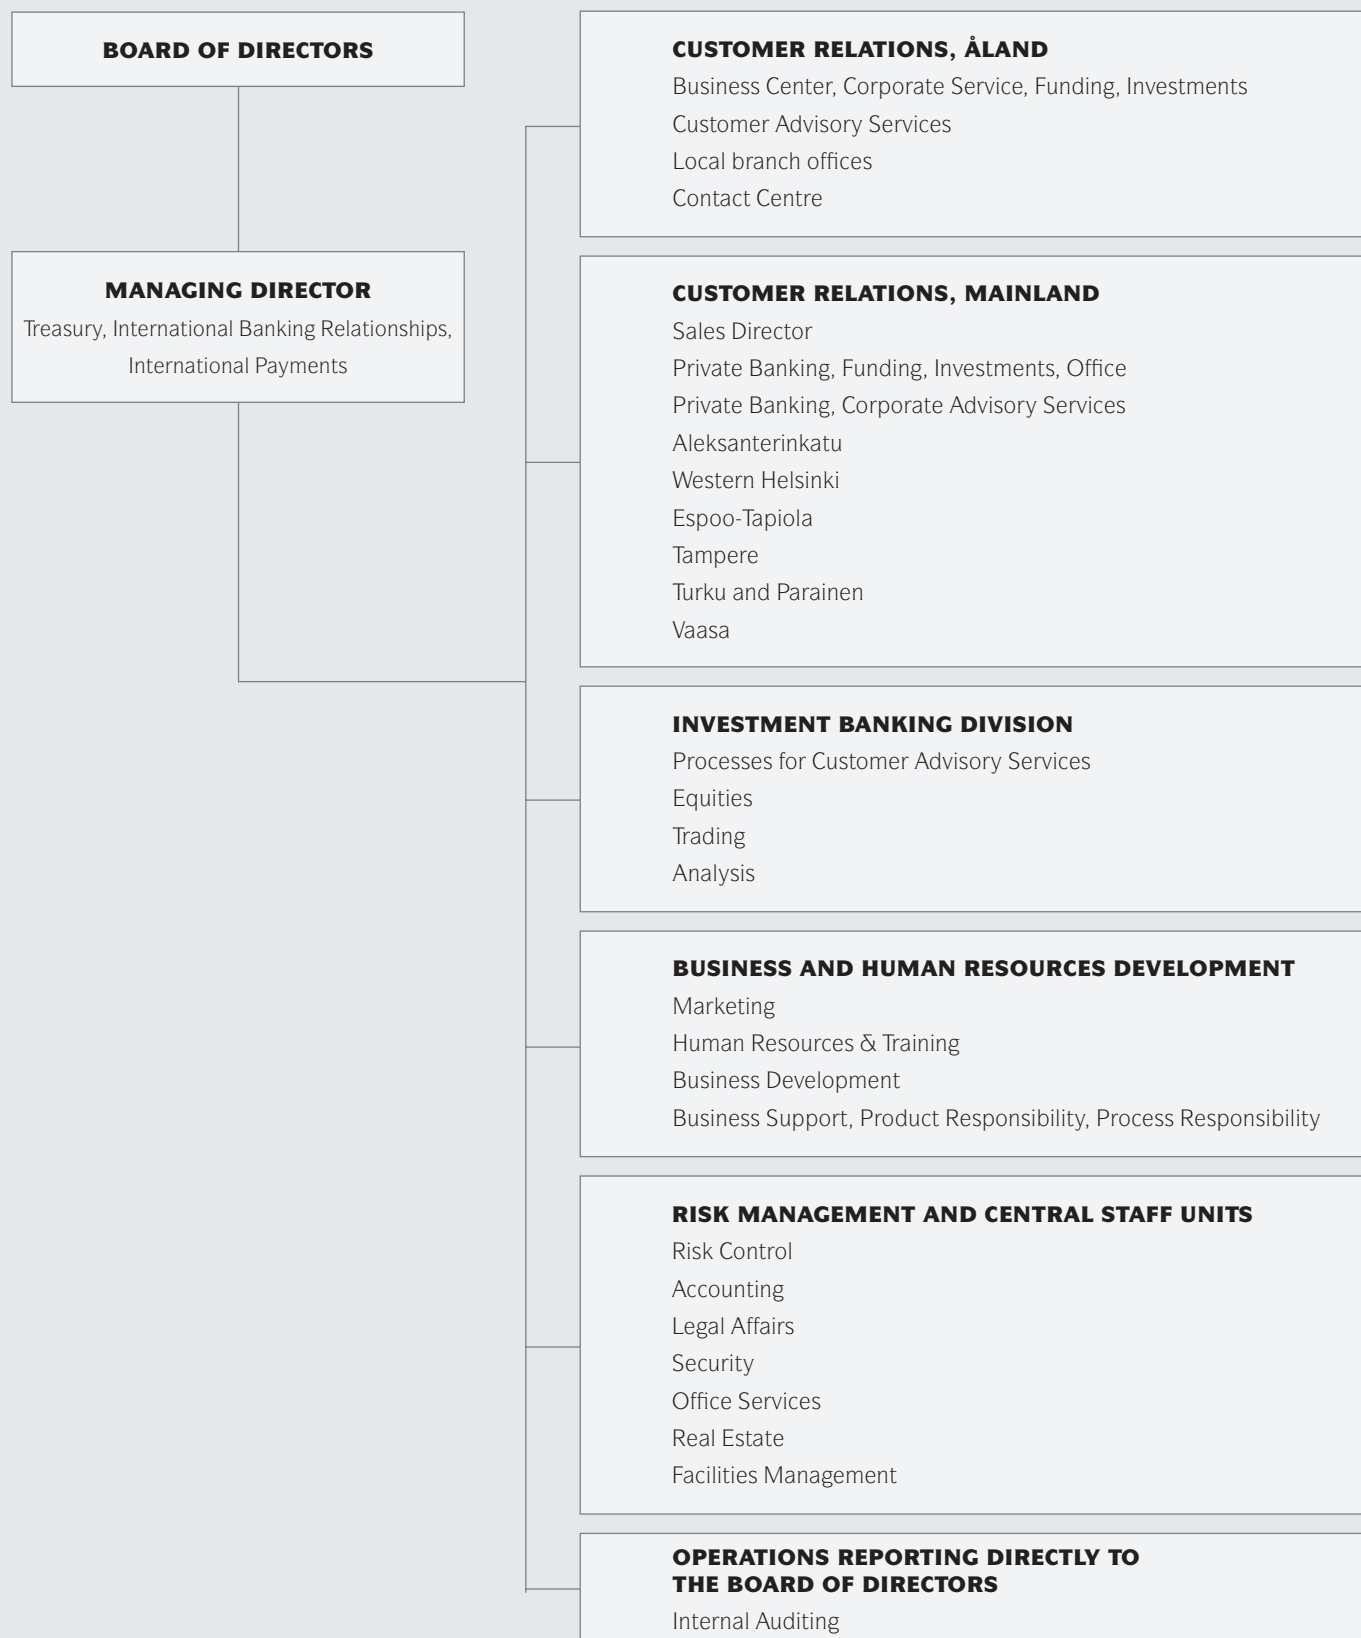 BOARD OF DIRECTORS
MANAGING DIRECTOR
Treasury, International Banking Relationships,
International Payments
CUSTOMER RELATIONS, ÅLAND
Business Center, Corporate Service, Funding, Investments
Customer Advisory Services
Local branch offices
Contact Centre
CUSTOMER RELATIONS, MAINLAND
Sales Director
Private Banking, Funding, Investments, Office
Private Banking, Corporate Advisory Services
Aleksanterinkatu
Western Helsinki
Espoo-Tapiola
Tampere
Turku and Parainen
Vaasa
INVESTMENT BANKING DIVISION
Processes for Customer Advisory Services
Equities
Trading
Analysis
BUSINESS AND HUMAN RESOURCES DEVELOPMENT
Marketing
Human Resources & Training
Business Development
Business Support, Product Responsibility, Process Responsibility
RISK MANAGEMENT AND CENTRAL STAFF UNITS
Risk Control
Accounting
Legal Affairs
Security
Office Services
Real Estate
Facilities Management
OPERATIONS REPORTING DIRECTLY TO
THE BOARD OF DIRECTORS
Internal Auditing